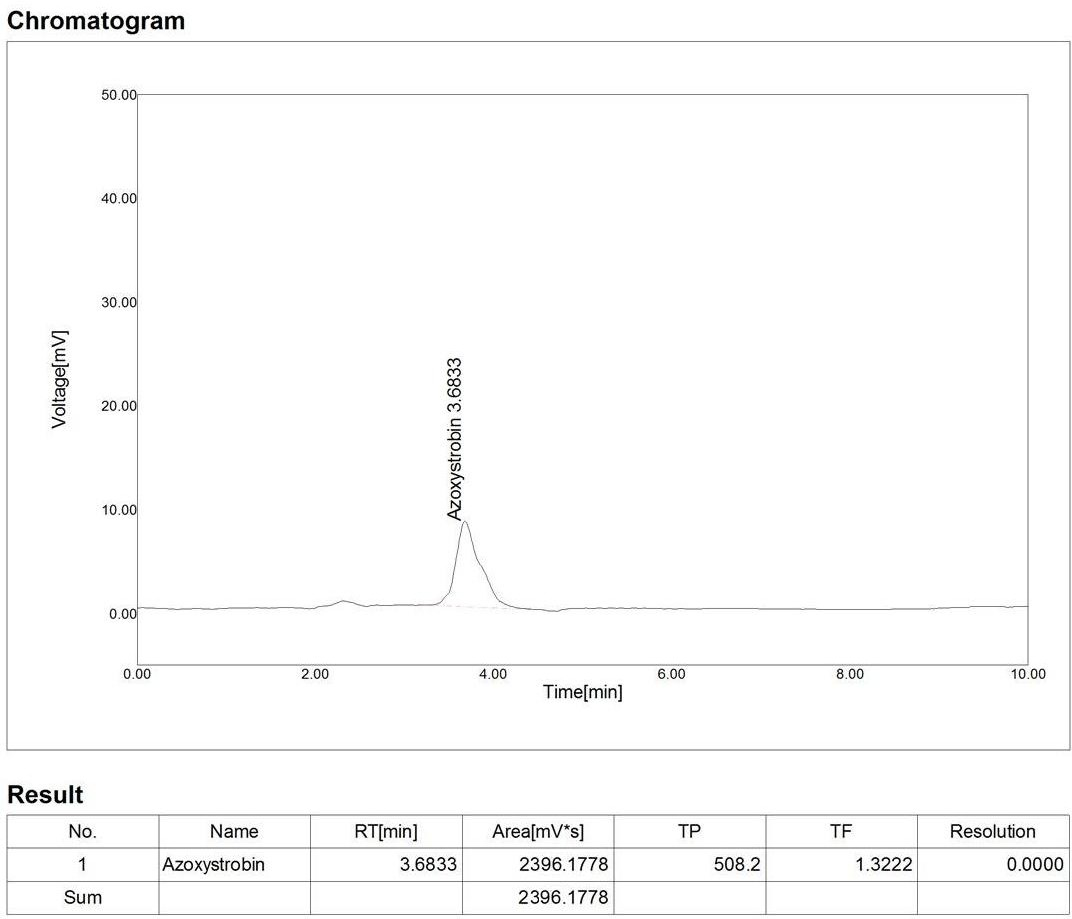 Chromatogram
50.00
40.00
30.00
20.00
10.00
0.00
Voltage[mV]
Azoxystrobin 3.6833
0.00 2.00 4.00 6.00 8.00 10.00
Time[min]
Result
No. Name RT[min] Area[mV*s] TP TF Resolution
1 Azoxystrobin 3.6833 2396.1778 508.2 1.3222 0.0000
Sum 2396.1778